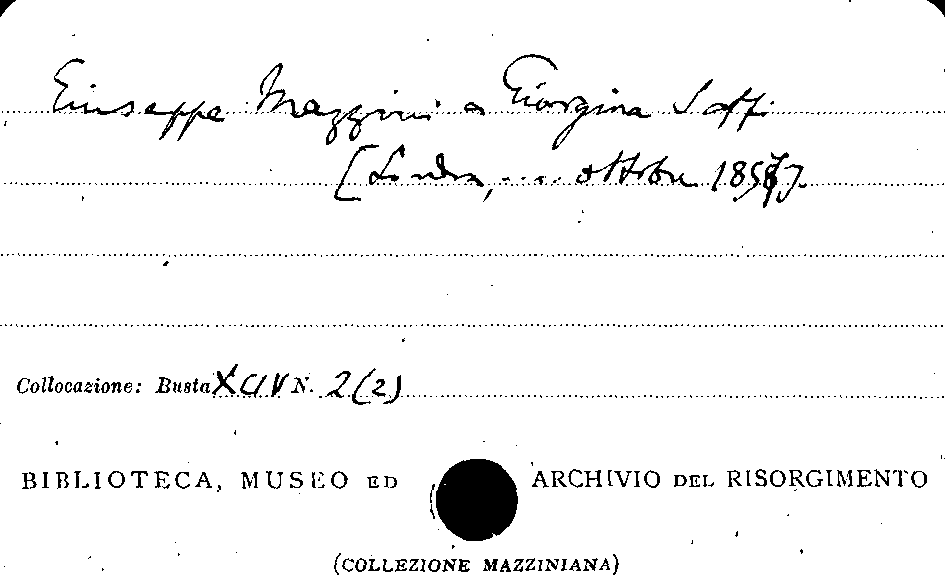 Giuseppe Mazzini a Giorgina Saffi
[Londra, .... ottobre 1857].
Collocazione: Busta XCIV N. 2(2)
BIBLIOTECA, MUSEO ED ARCHIVIO DEL RISORGIMENTO
(COLLEZIONE MAZZINIANA)